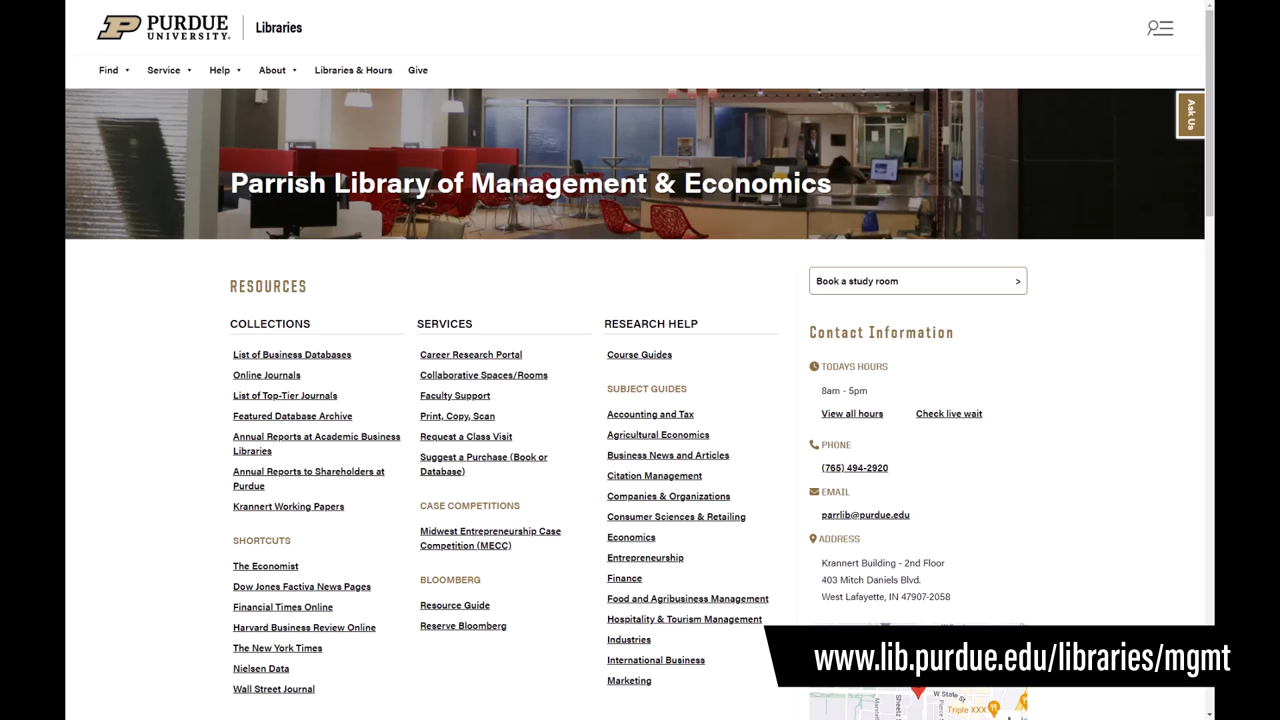 PURDUE
UNIVERSITY.
Libraries
Find
Service
Help
About
Libraries & Hours
Give
Ask Us
Parrish Library of Management & Economics
RESOURCES
COLLECTIONS
List of Business Databases
Online Journals
List of Top-Tier Journals
Featured Database Archive
Annual Reports at Academic Business
Libraries
Annual Reports to Shareholders at
Purdue
Krannert Working Papers
SHORTCUTS
The Economist
Dow Jones Factiva News Pages
Financial Times Online
Harvard Business Review Online
The New York Times
Nielsen Data
Wall Street Journal
SERVICES
Career Research Portal
Collaborative Spaces/Rooms
Faculty Support
Print, Copy, Scan
Request a Class Visit
Suggest a Purchase (Book or
Database)
CASE COMPETITIONS
Midwest Entrepreneurship Case
Competition (MECC)
BLOOMBERG
Resource Guide
Reserve Bloomberg
RESEARCH HELP
Course Guides
SUBJECT GUIDES
Accounting and Tax
Agricultural Economics
Business News and Articles
Citation Management
Companies & Organizations
Consumer Sciences & Retailing
Economics
Entrepreneurship
Finance
Food and Agribusiness Management
Hospitality & Tourism Management
Industries
International Business
Marketing
Book a study room >
Contact Information
TODAYS HOURS
8am - 5pm
View all hours
Check live wait
PHONE
(765) 494-2920
EMAIL
parrlib@purdue.edu
ADDRESS
Krannert Building - 2nd Floor
403 Mitch Daniels Blvd.
West Lafayette, IN 47907-2058
www.lib.purdue.edu/libraries/mgmt
W State St
Triple XXX